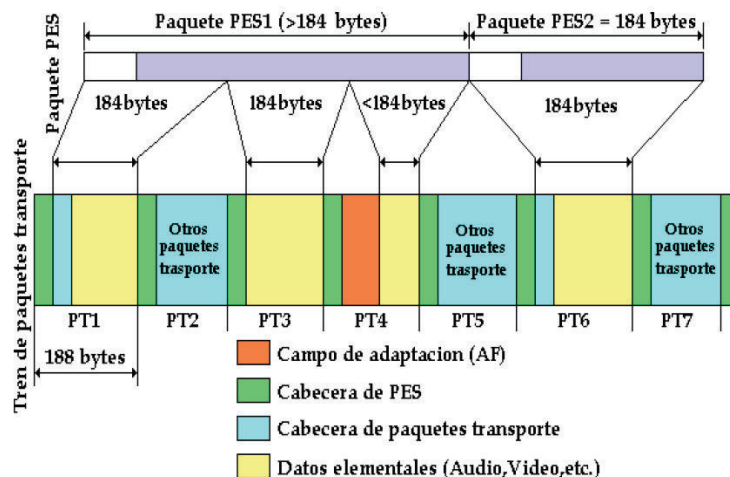 Paquete PES
Paquete PES1 (>184 bytes)
Paquete PES2 = 184 bytes
184bytes
184bytes
<184bytes
184bytes
Tren de paquetes transporte
Otros
paquetes
trasporte
Otros
paquetes
trasporte
Otros
paquetes
trasporte
PT1
PT2
PT3
PT4
PT5
PT6
PT7
188 bytes
Campo de adaptacion (AF)
Cabecera de PES
Cabecera de paquetes transporte
Datos elementales (Audio,Video,etc.)